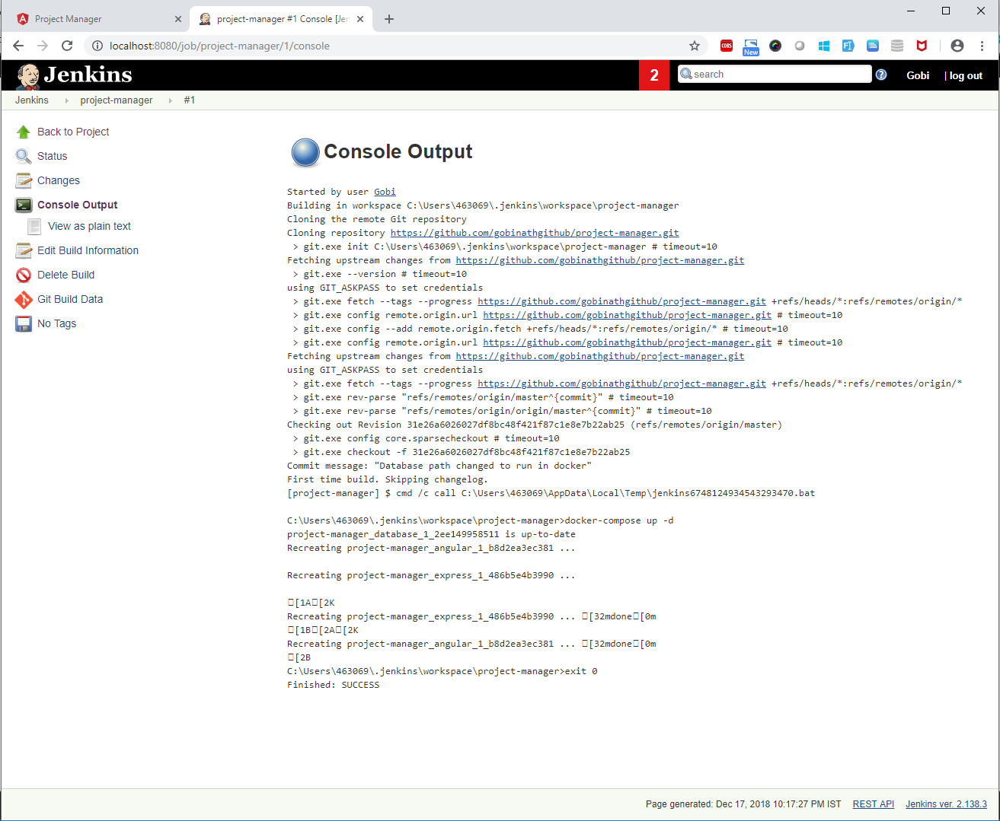 Project Manager
project-manager #1 Console [Jen
localhost:8080/job/project-manager/1/console
CORS
New
Jenkins
2
search
Gobi
| log out
Jenkins
project-manager
#1
Back to Project
Status
Changes
Console Output
View as plain text
Edit Build Information
Delete Build
Git Build Data
No Tags
Console Output
Started by user Gobi
Building in workspace C:\Users\463069\.jenkins\workspace\project-manager
Cloning the remote Git repository
Cloning repository https://github.com/gobinathgithub/project-manager.git
> git.exe init C:\Users\463069\.jenkins\workspace\project-manager # timeout=10
Fetching upstream changes from https://github.com/gobinathgithub/project-manager.git
> git.exe --version # timeout=10
using GIT_ASKPASS to set credentials
> git.exe fetch --tags --progress https://github.com/gobinathgithub/project-manager.git +refs/heads/*:refs/remotes/origin/*
> git.exe config remote.origin.url https://github.com/gobinathgithub/project-manager.git # timeout=10
> git.exe config --add remote.origin.fetch +refs/heads/*:refs/remotes/origin/* # timeout=10
> git.exe config remote.origin.url https://github.com/gobinathgithub/project-manager.git # timeout=10
Fetching upstream changes from https://github.com/gobinathgithub/project-manager.git
using GIT_ASKPASS to set credentials
> git.exe fetch --tags --progress https://github.com/gobinathgithub/project-manager.git +refs/heads/*:refs/remotes/origin/*
> git.exe rev-parse "refs/remotes/origin/master^{commit}" # timeout=10
> git.exe rev-parse "refs/remotes/origin/origin/master^{commit}" # timeout=10
Checking out Revision 31e26a6026027df8bc48f421f87c1e8e7b22ab25 (refs/remotes/origin/master)
> git.exe config core.sparsecheckout # timeout=10
> git.exe checkout -f 31e26a6026027df8bc48f421f87c1e8e7b22ab25
Commit message: "Database path changed to run in docker"
First time build. Skipping changelog.
[project-manager] $ cmd /c call C:\Users\463069\AppData\Local\Temp\jenkins6748124934543293470.bat
C:\Users\463069\.jenkins\workspace\project-manager>docker-compose up -d
project-manager_database_1_2ee149958511 is up-to-date
Recreating project-manager_angular_1_b8d2ea3ec381 ...
Recreating project-manager_express_1_486b5e4b3990 ...
□[1A□[2K
Recreating project-manager_express_1_486b5e4b3990 ... □[32mdone□[0m
□[1B□[2A□[2K
Recreating project-manager_angular_1_b8d2ea3ec381 ... □[32mdone□[0m
□[2B
C:\Users\463069\.jenkins\workspace\project-manager>exit 0
Finished: SUCCESS
Page generated: Dec 17, 2018 10:17:27 PM IST
REST API
Jenkins ver. 2.138.3